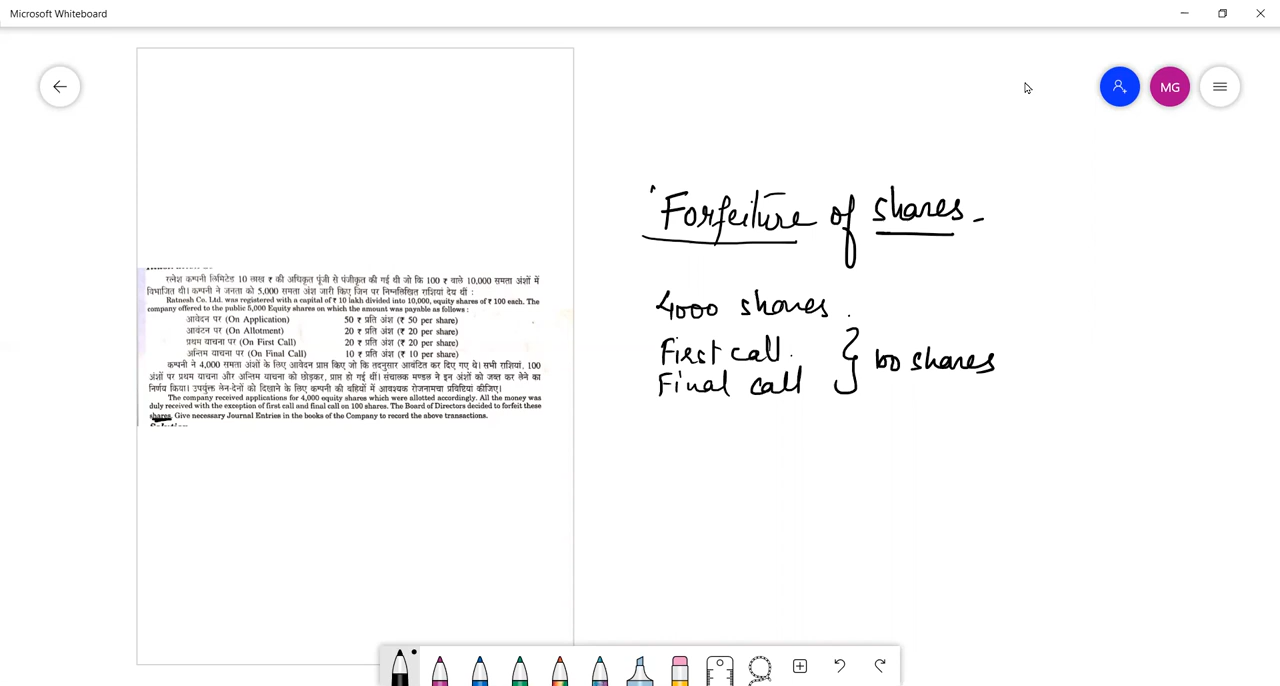 Microsoft Whiteboard
MG
रत्नेश कम्पनी लिमिटेड 10 लाख ₹ की अधिकृत पूंजी से पंजीकृत की गई थी जो कि 100 ₹ वाले 10,000 समता अंशों में
विभाजित थी। कम्पनी ने जनता को 5,000 समता अंश जारी किए जिन पर निम्नलिखित राशियां देय थीं :
Ratnesh Co. Ltd. was registered with a capital of ₹ 10 lakh divided into 10,000, equity shares of ₹ 100 each. The
company offered to the public 5,000 Equity shares on which the amount was payable as follows :
आवेदन पर (On Application) 50 ₹ प्रति अंश (₹ 50 per share)
आवंटन पर (On Allotment) 20 ₹ प्रति अंश (₹ 20 per share)
प्रथम याचना पर (On First Call) 20 ₹ प्रति अंश (₹ 20 per share)
अन्तिम याचना पर (On Final Call) 10 ₹ प्रति अंश (₹ 10 per share)
कम्पनी ने 4,000 समता अंशों के लिए आवेदन प्राप्त किए जो कि तदनुसार आवंटित कर दिए गए थे। सभी राशियां, 100
अंशों पर प्रथम याचना और अन्तिम याचना को छोड़कर, प्राप्त हो गई थीं। संचालक मण्डल ने इन अंशों को जब्त कर लेने का
निर्णय किया। उपर्युक्त लेन-देनों को दिखाने के लिए कम्पनी की बहियों में आवश्यक रोजनामचा प्रविष्टियां कीजिए।
The company received applications for 4,000 equity shares which were allotted accordingly. All the money was
duly received with the exception of first call and final call on 100 shares. The Board of Directors decided to forfeit these
shares. Give necessary Journal Entries in the books of the Company to record the above transactions.
Solution
Forfeiture of shares -
4000 shares .
First call.
Final call } 100 shares